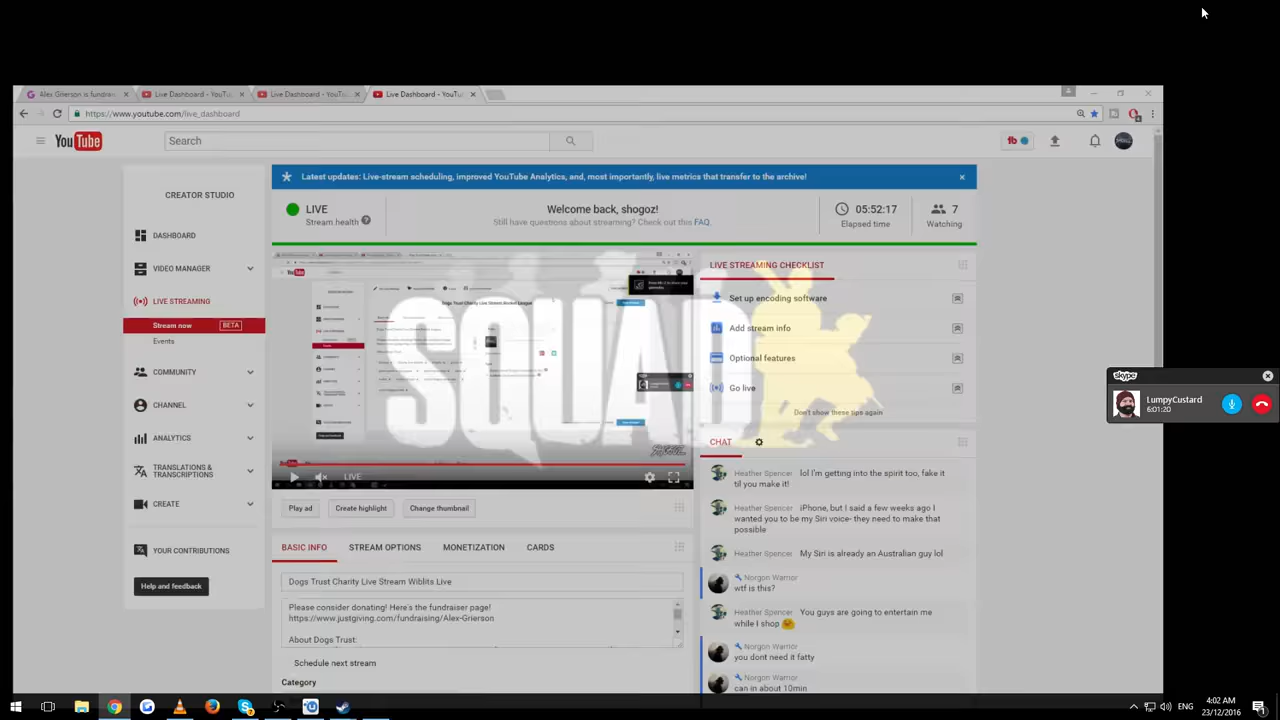 Alex Grierson is fundrai
Live Dashboard - YouTu
Live Dashboard - YouTu
Live Dashboard - YouTu
https://www.youtube.com/live_dashboard
YouTube
Search
tb
CREATOR STUDIO
DASHBOARD
VIDEO MANAGER
LIVE STREAMING
Stream now BETA
Events
COMMUNITY
CHANNEL
ANALYTICS
TRANSLATIONS &
TRANSCRIPTIONS
CREATE
YOUR CONTRIBUTIONS
Help and feedback
Latest updates: Live-stream scheduling, improved YouTube Analytics, and, most importantly, live metrics that transfer to the archive!
LIVE
Stream.health
Welcome back, shogoz!
Still have questions about streaming? Check out this FAQ.
05:52:17
Elapsed time
7
Watching
SQUAD
LIVE
Play ad
Create highlight
Change thumbnail
BASIC INFO
STREAM OPTIONS
MONETIZATION
CARDS
Dogs Trust Charity Live Stream Wiblits Live
Please consider donating! Here's the fundraiser page!
https://www.justgiving.com/fundraising/Alex-Grierson
About Dogs Trust:
Schedule next stream
Category
LIVE STREAMING CHECKLIST
Set up encoding software
Add stream info
Optional features
Go live
Don't show these tips again
CHAT
Heather Spencer lol I'm getting into the spirit too, fake it
til you make it!
Heather Spencer iPhone, but I said a few weeks ago I
wanted you to be my Siri voice- they need to make that
possible
Heather Spencer My Siri is already an Australian guy lol
Norgon Warrior
wtf is this?
Heather Spencer You guys are going to entertain me
while I shop
Norgon Warrior
you dont need it fatty
Norgon Warrior
can in about 10min
skype
LumpyCustard
6:01:20
ENG
4:02 AM
23/12/2016